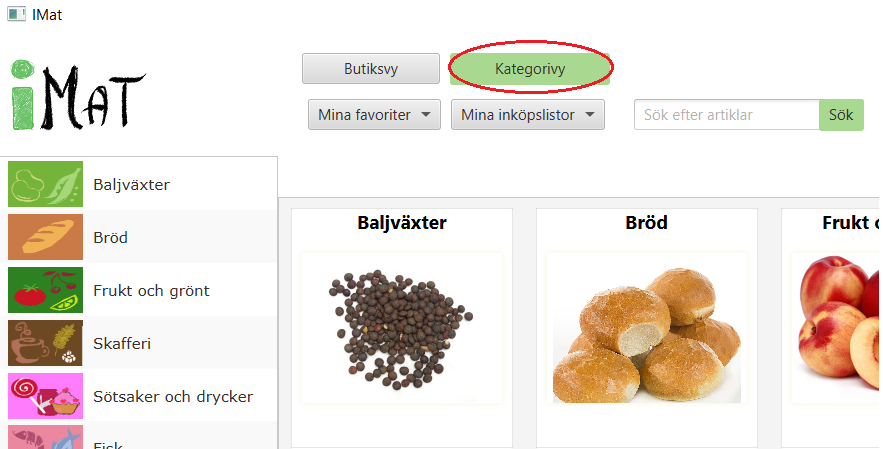 IMat
iMAT
Butiksvy
Kategorivy
Mina favoriter
Mina inköpslistor
Sök efter artiklar
Sök
Baljväxter
Bröd
Frukt och grönt
Skafferi
Sötsaker och drycker
Fisk
Baljväxter
Bröd
Frukt